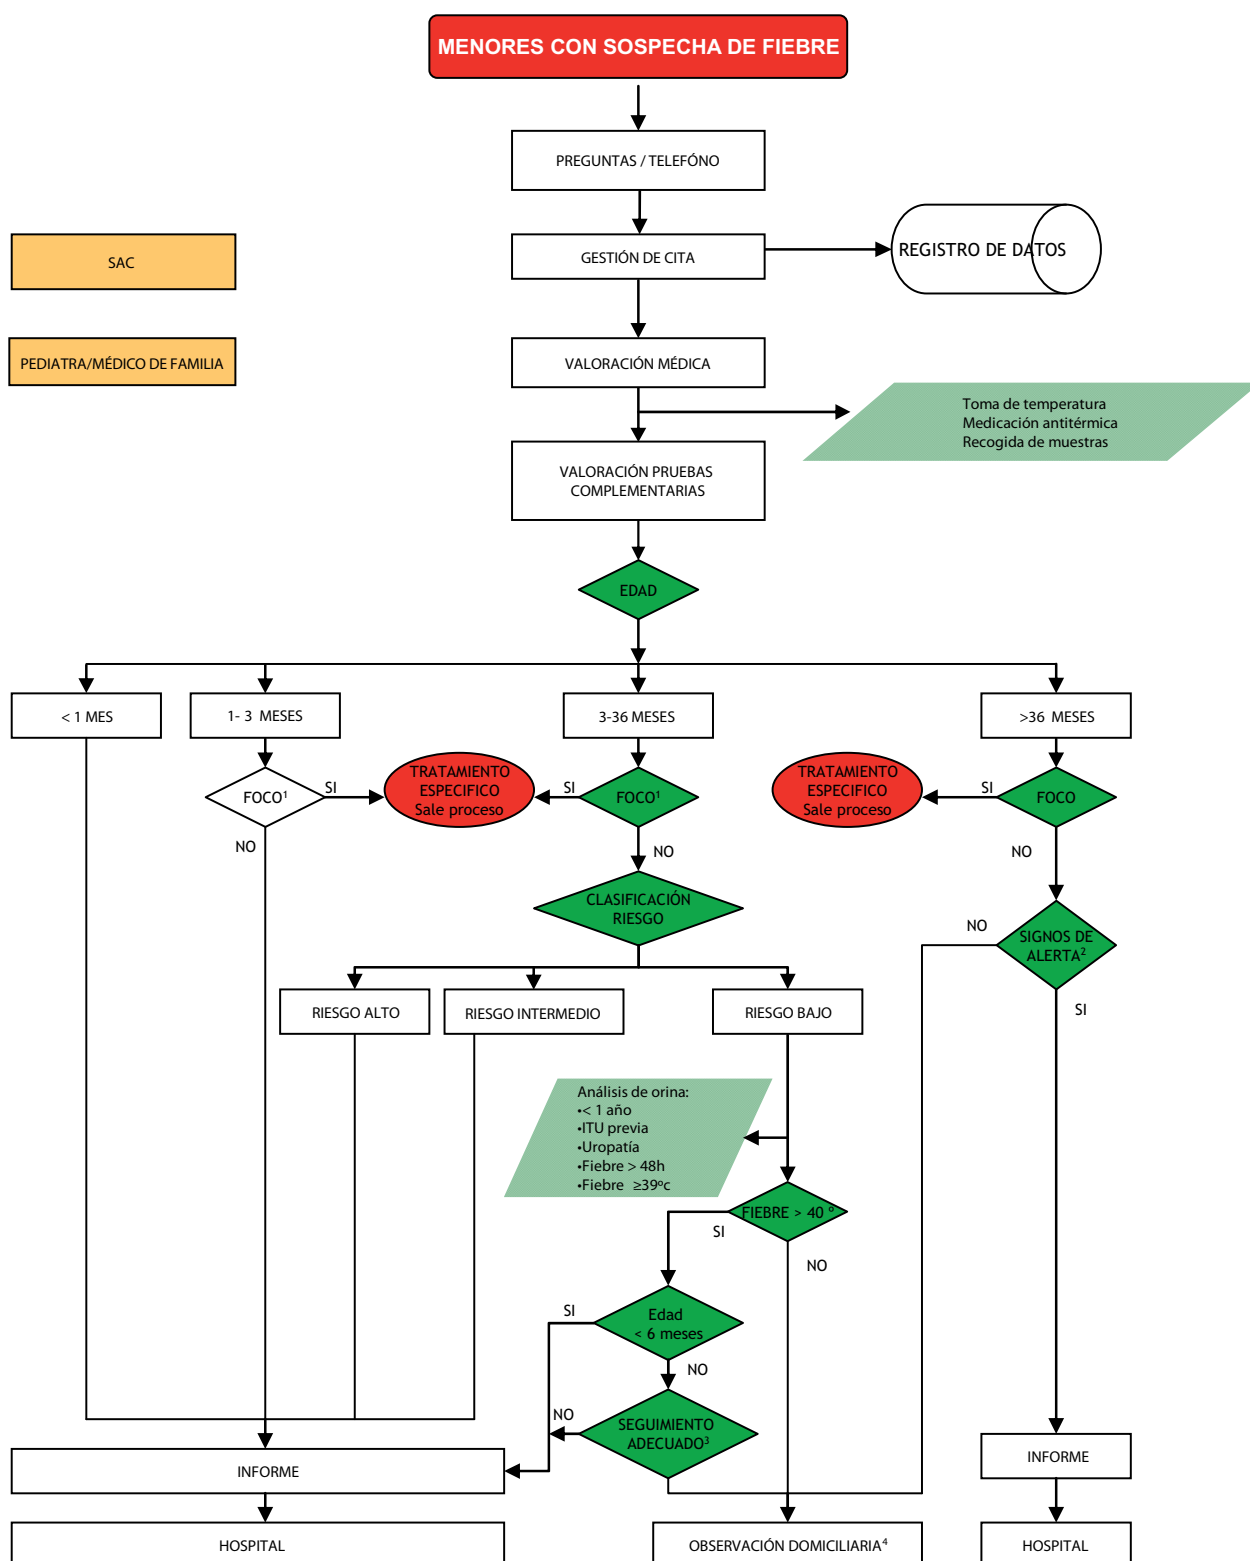 MENORES CON SOSPECHA DE FIEBRE
PREGUNTAS / TELEFÓNO
SAC
GESTIÓN DE CITA
REGISTRO DE DATOS
PEDIATRA/MÉDICO DE FAMILIA
VALORACIÓN MÉDICA
Toma de temperatura
Medicación antitérmica
Recogida de muestras
VALORACIÓN PRUEBAS
COMPLEMENTARIAS
EDAD
< 1 MES
1- 3 MESES
3-36 MESES
>36 MESES
FOCO¹
SI
TRATAMIENTO
ESPECIFICO
Sale proceso
SI
FOCO¹
TRATAMIENTO
ESPECIFICO
Sale proceso
SI
FOCO
NO
NO
NO
CLASIFICACIÓN
RIESGO
NO
SIGNOS DE
ALERTA²
SI
RIESGO ALTO
RIESGO INTERMEDIO
RIESGO BAJO
Análisis de orina:
•< 1 año
•ITU previa
•Uropatía
•Fiebre > 48h
•Fiebre ≥39ºc
FIEBRE > 40 º
SI
NO
SI
Edad
< 6 meses
NO
NO
SEGUIMIENTO
ADECUADO³
INFORME
INFORME
HOSPITAL
OBSERVACIÓN DOMICILIARIA⁴
HOSPITAL